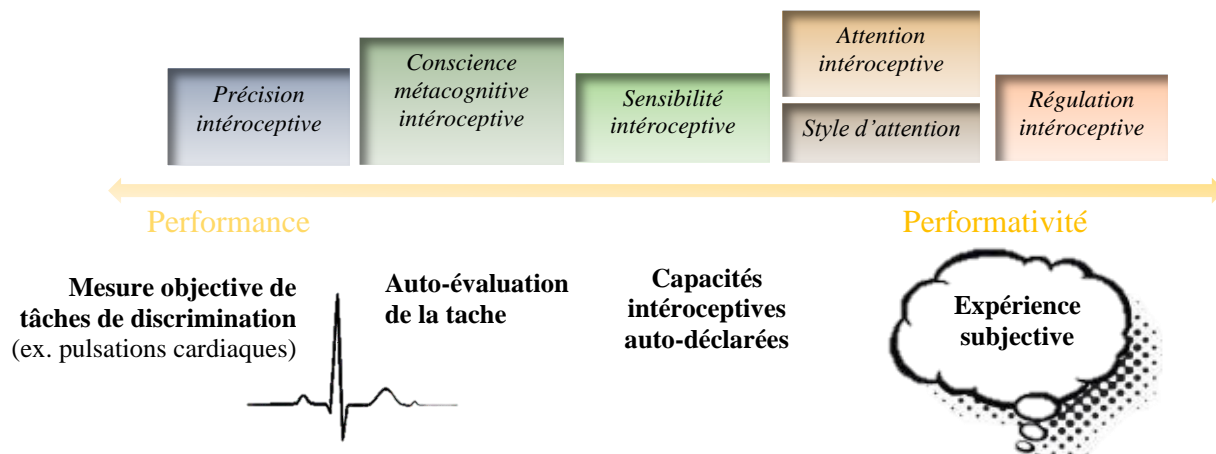 Précision
intéroceptive
Conscience
métacognitive
intéroceptive
Sensibilité
intéroceptive
Attention
intéroceptive
Style d'attention
Régulation
intéroceptive
Performance
Performativité
Mesure objective de
tâches de discrimination
(ex. pulsations cardiaques)
Auto-évaluation
de la tache
Capacités
intéroceptives
auto-déclarées
Expérience
subjective